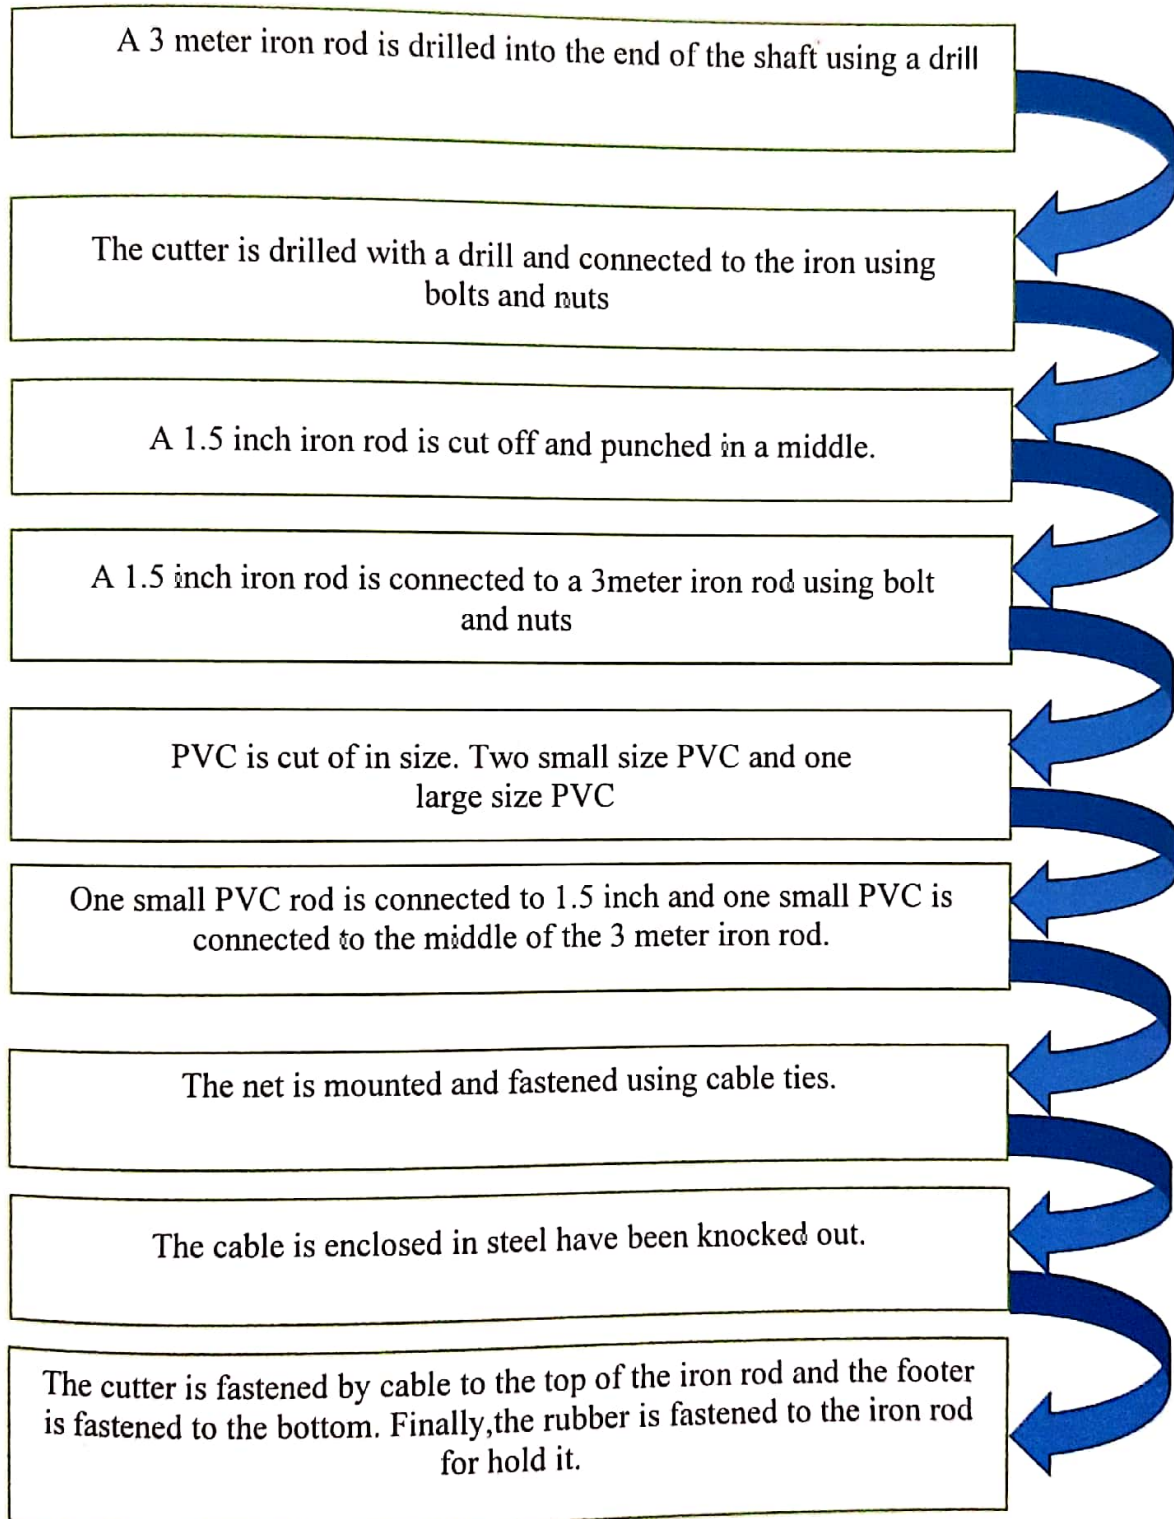 A 3 meter iron rod is drilled into the end of the shaft using a drill
The cutter is drilled with a drill and connected to the iron using
bolts and nuts
A 1.5 inch iron rod is cut off and punched in a middle.
A 1.5 inch iron rod is connected to a 3meter iron rod using bolt
and nuts
PVC is cut of in size. Two small size PVC and one
large size PVC
One small PVC rod is connected to 1.5 inch and one small PVC is
connected to the middle of the 3 meter iron rod.
The net is mounted and fastened using cable ties.
The cable is enclosed in steel have been knocked out.
The cutter is fastened by cable to the top of the iron rod and the footer
is fastened to the bottom. Finally,the rubber is fastened to the iron rod
for hold it.